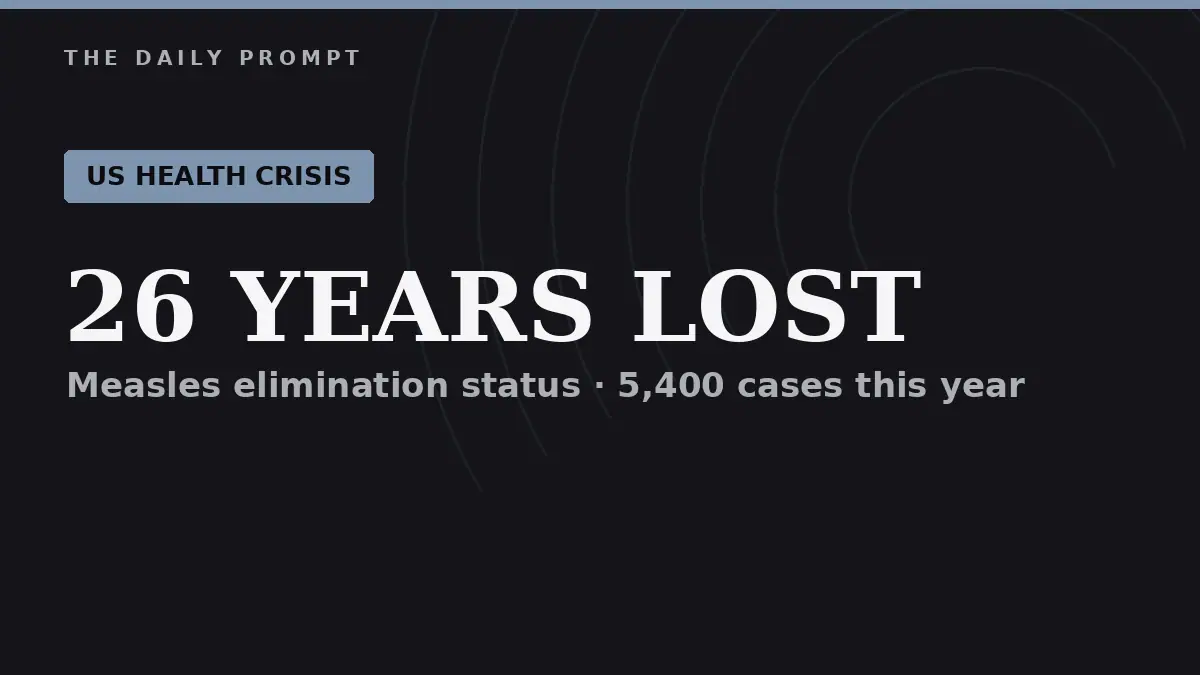 THE DAILY PROMPT
US HEALTH CRISIS
26 YEARS LOST
Measles elimination status · 5,400 cases this year